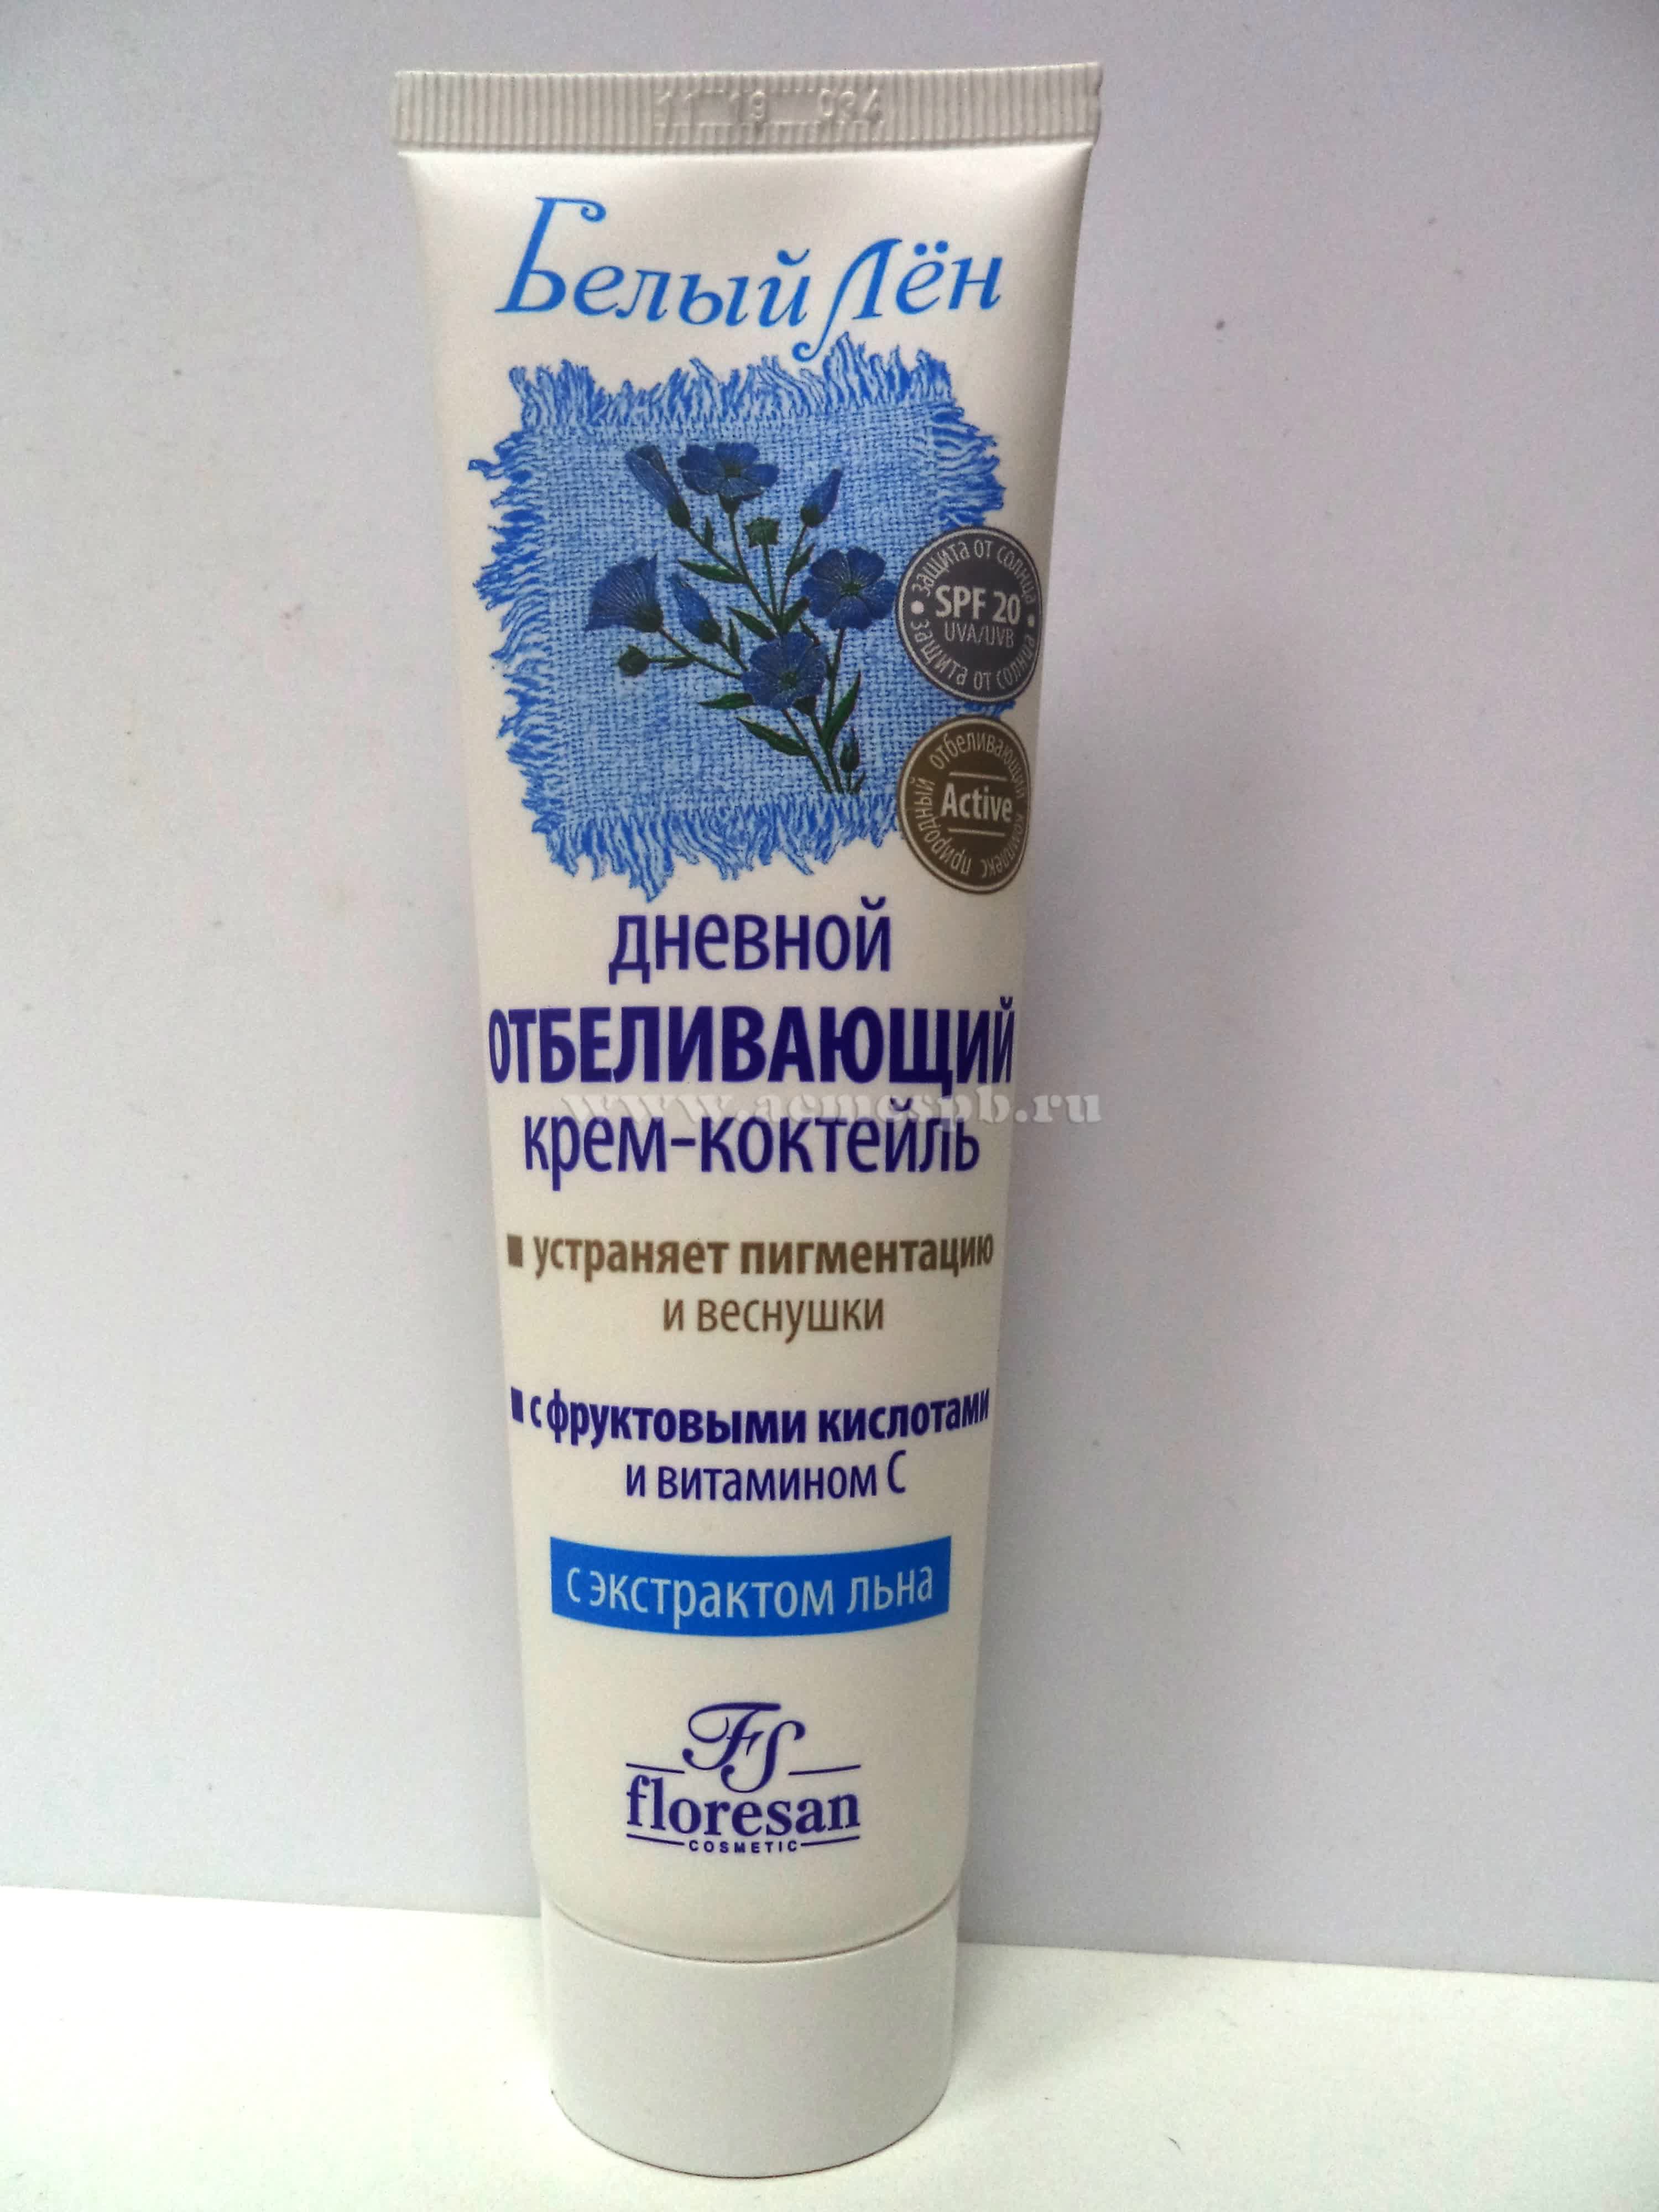 11 19 034
Белый Лён
защита от солнца
SPF 20
UVA/UVB
защита от солнца
природный отбеливающий комплекс
Active
дневной
ОТБЕЛИВАЮЩИЙ
крем-коктейль
www.acmespb.ru
▪ устраняет пигментацию
и веснушки
▪ с фруктовыми кислотами
и витамином С
с экстрактом льна
FS
floresan
COSMETIC